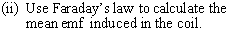 (ii) Use Faraday's law to calculate the
mean emf induced in the coil.